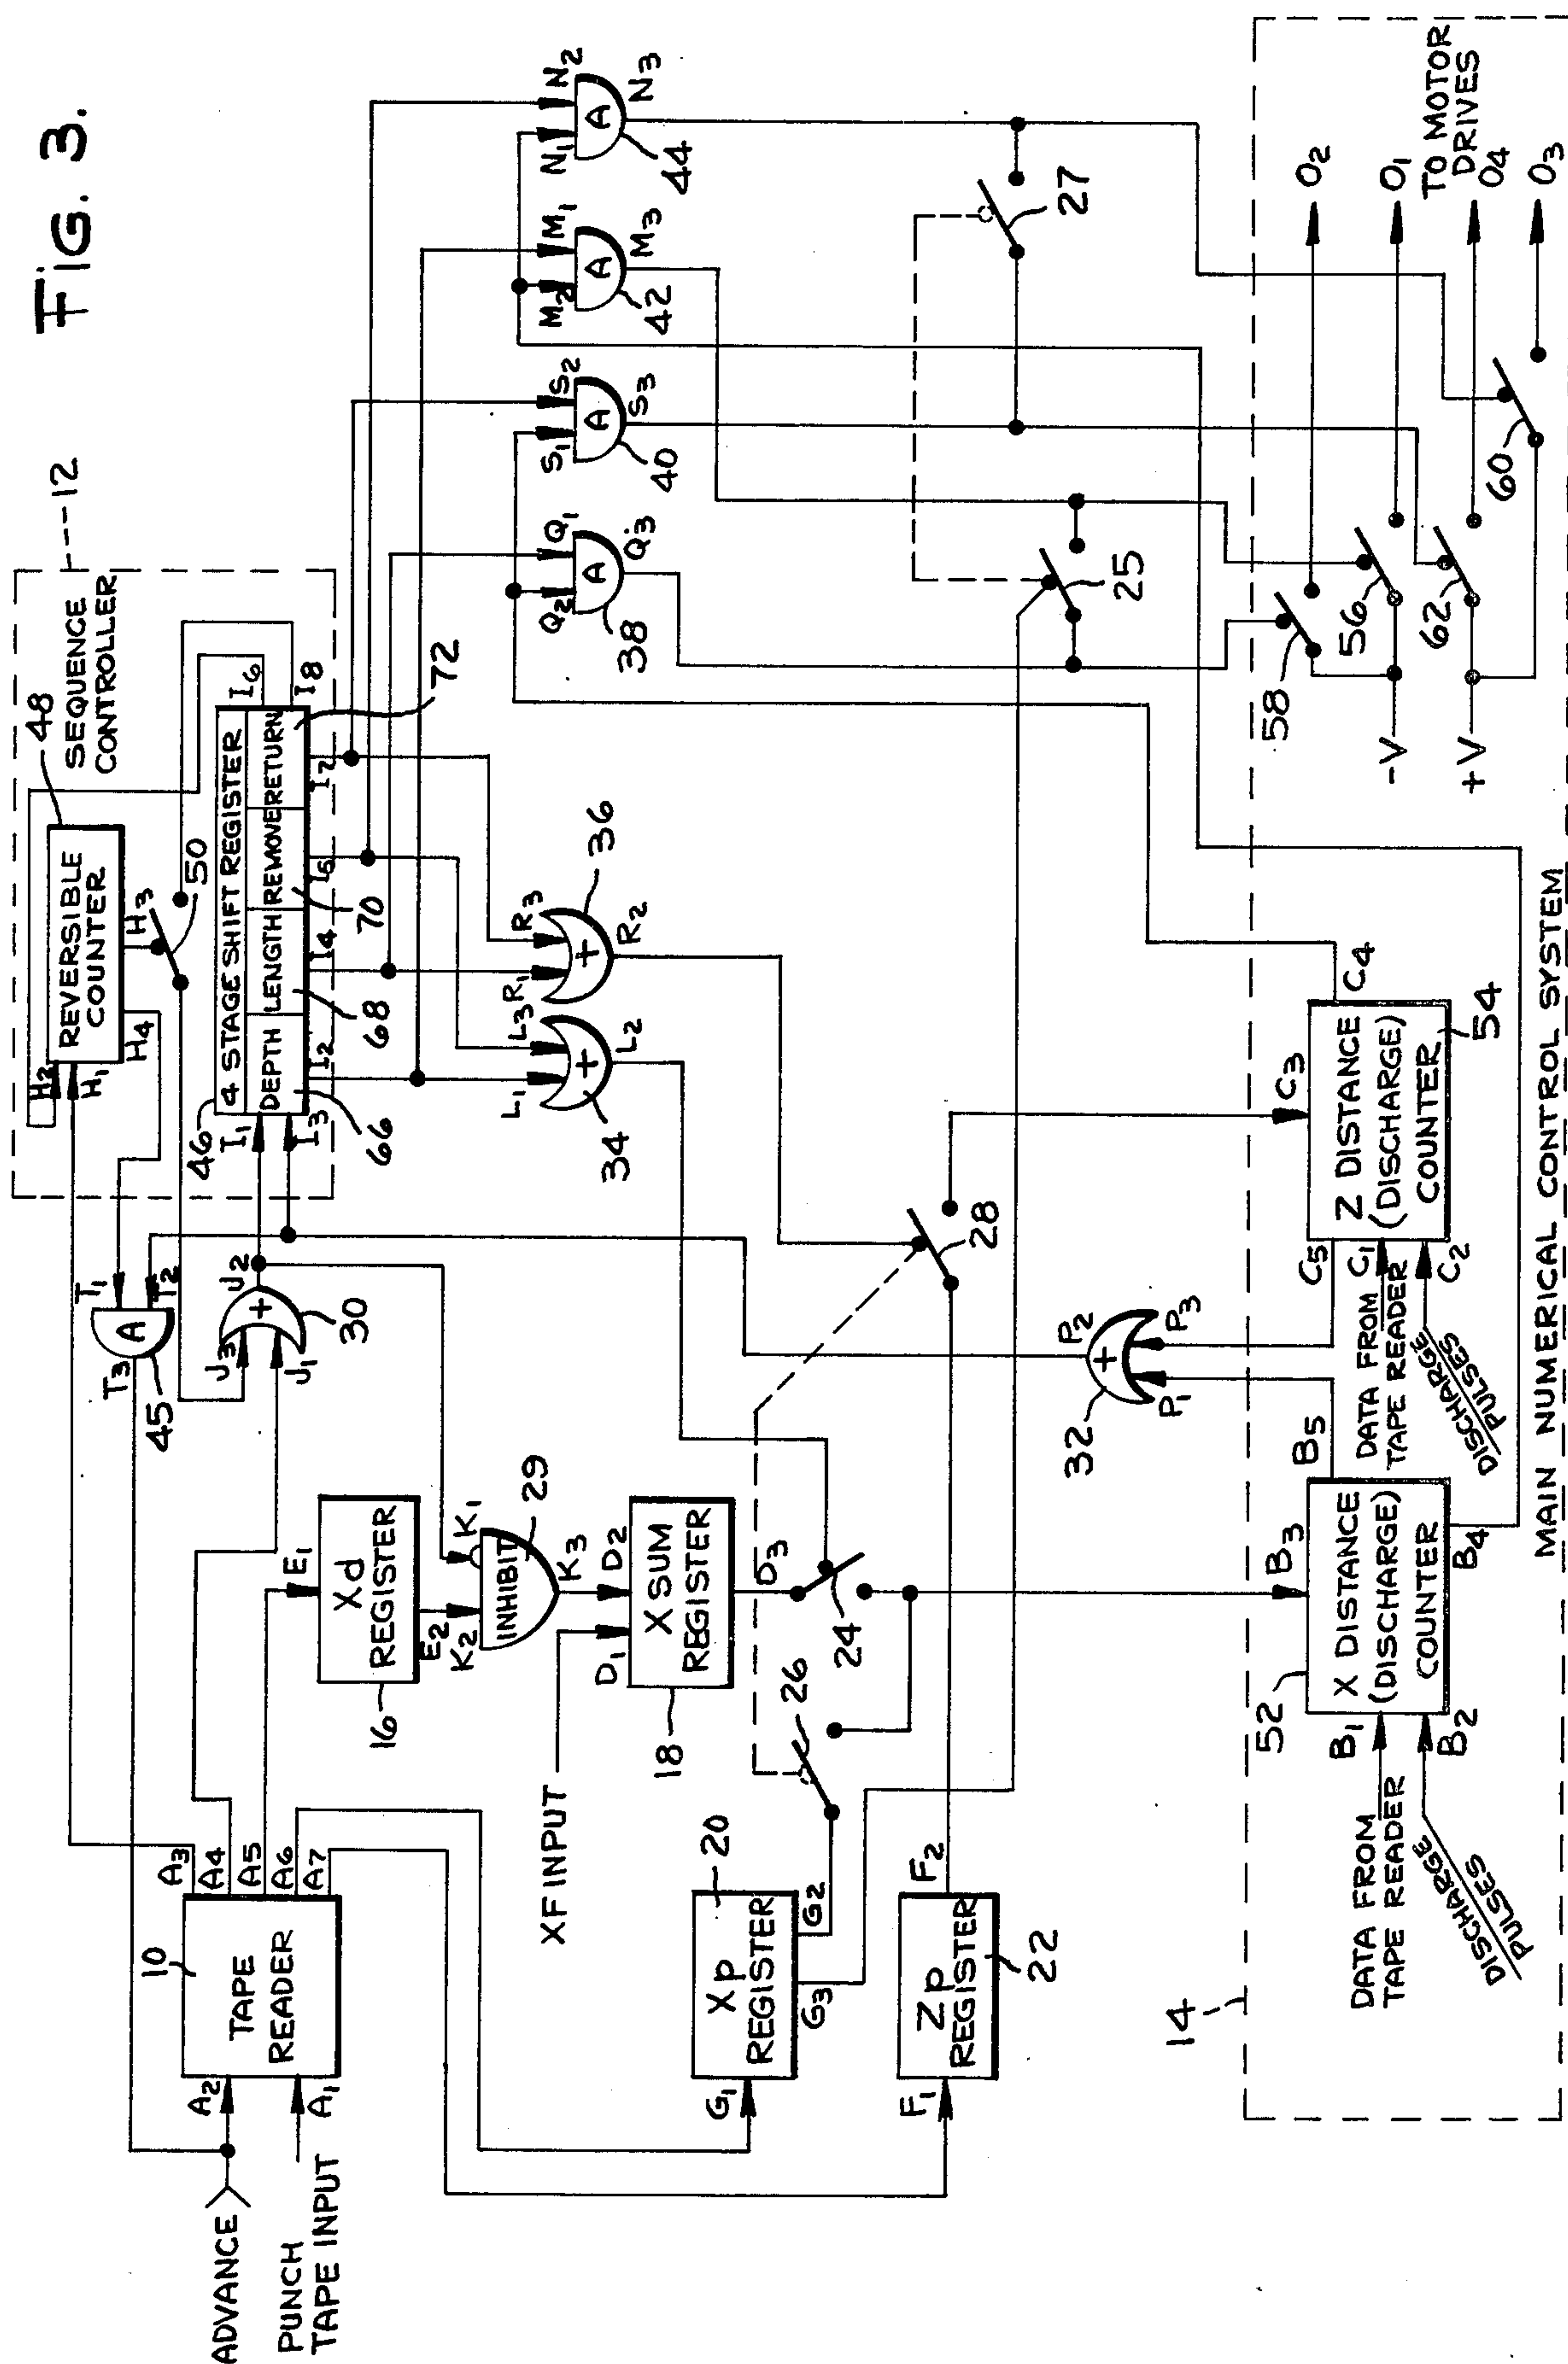 Fig. 3.
12
SEQUENCE
CONTROLLER
48
REVERSIBLE
COUNTER
H2
H1
H3
H4
50
46
4 STAGE SHIFT REGISTER
DEPTH
LENGTH
REMOVE
RETURN
I1
I3
I2
I4
I5
I7
I6
I8
66
68
70
72
T1
T2
T3
A
45
J3
J1
J2
+
30
10
TAPE
READER
A2
A1
A3
A4
A5
A6
A7
ADVANCE
PUNCH
TAPE INPUT
E1
Xd
REGISTER
E2
16
K2
K1
INHIBIT
29
K3
XF INPUT
D1
D2
X SUM
REGISTER
18
D3
24
26
28
20
Xp
REGISTER
G1
G2
G3
22
Zp
REGISTER
F1
F2
L1
L3
L2
+
34
R1
R3
R2
+
36
Q2
Q1
Q3
A
38
S1
S2
S3
A
40
M2
M1
M3
A
42
N1
N2
N3
A
44
25
27
32
P1
P2
P3
+
14
52
X DISTANCE
(DISCHARGE)
COUNTER
B1
B2
B3
B4
B5
DATA FROM
TAPE READER
DISCHARGE
PULSES
54
Z DISTANCE
(DISCHARGE)
COUNTER
C5
C1
C2
C3
C4
DATA FROM
TAPE READER
DISCHARGE
PULSES
58
56
62
60
-V
+V
O2
O1
TO MOTOR
DRIVES
O4
O3
MAIN NUMERICAL CONTROL SYSTEM